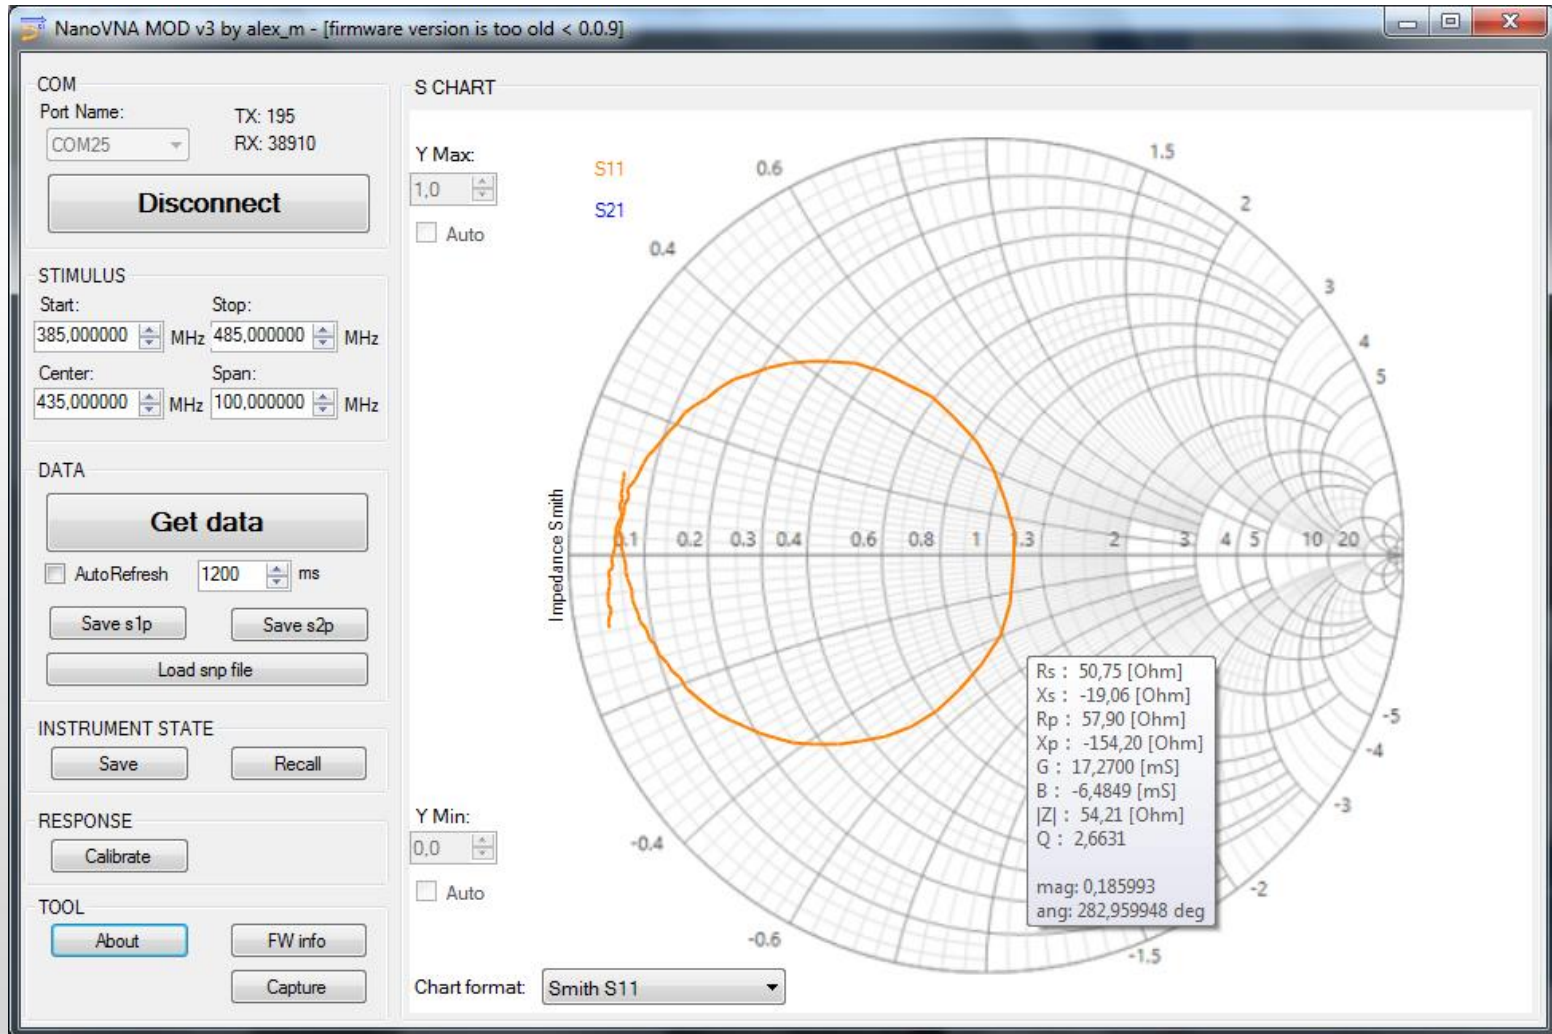 NanoVNA MOD v3 by alex_m - [firmware version is too old < 0.0.9]
COM
Port Name:
TX: 195
COM25
RX: 38910
Disconnect
STIMULUS
Start: Stop:
385,000000 MHz 485,000000 MHz
Center: Span:
435,000000 MHz 100,000000 MHz
DATA
Get data
AutoRefresh 1200 ms
Save s1p Save s2p
Load snp file
INSTRUMENT STATE
Save Recall
RESPONSE
Calibrate
TOOL
About FW info
Capture
S CHART
Y Max:
1,0
Auto
S11
S21
Impedance Smith
0.6
1.5
2
0.4
3
4
5
0.1 0.2 0.3 0.4 0.6 0.8 1 1.3 2 3 4 5 10 20
Rs : 50,75 [Ohm]
Xs : -19,06 [Ohm]
Rp : 57,90 [Ohm]
Xp : -154,20 [Ohm]
G : 17,2700 [mS]
B : -6,4849 [mS]
|Z| : 54,21 [Ohm]
Q : 2,6631
mag: 0,185993
ang: 282,959948 deg
-5
-4
-3
-0.4
-2
-0.6
-1.5
Y Min:
0,0
Auto
Chart format: Smith S11